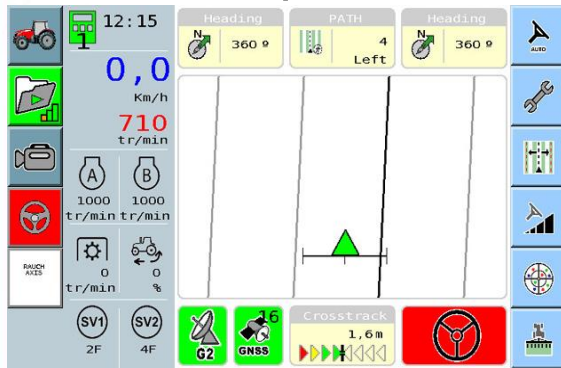 12:15
1
0,0
Km/h
710
tr/min
A
B
1000
1000
tr/min
tr/min
0
0
tr/min
%
SV1
SV2
2F
4F
RAUCH
AXIS
Heading
N
360 º
PATH
4
Left
Heading
N
360 º
G2
16
GNSS
Crosstrack
1,6m
AUTO